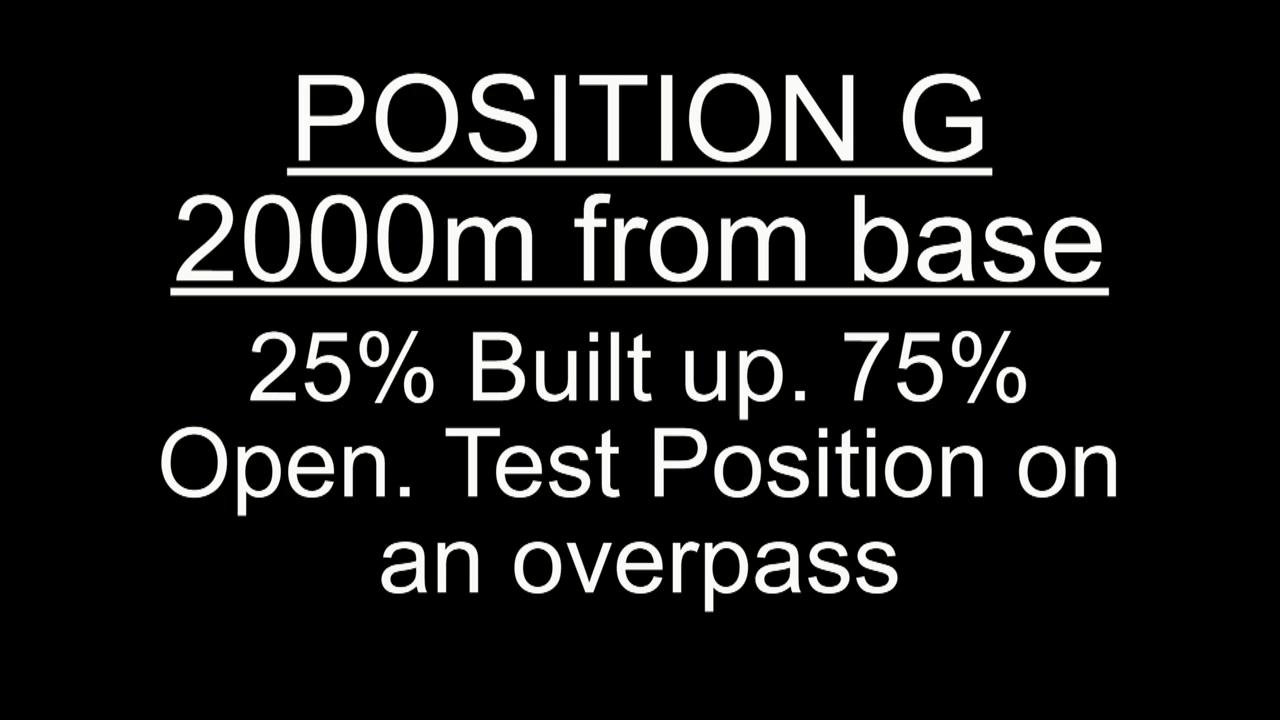 POSITION G
2000m from base
25% Built up. 75%
Open. Test Position on
an overpass